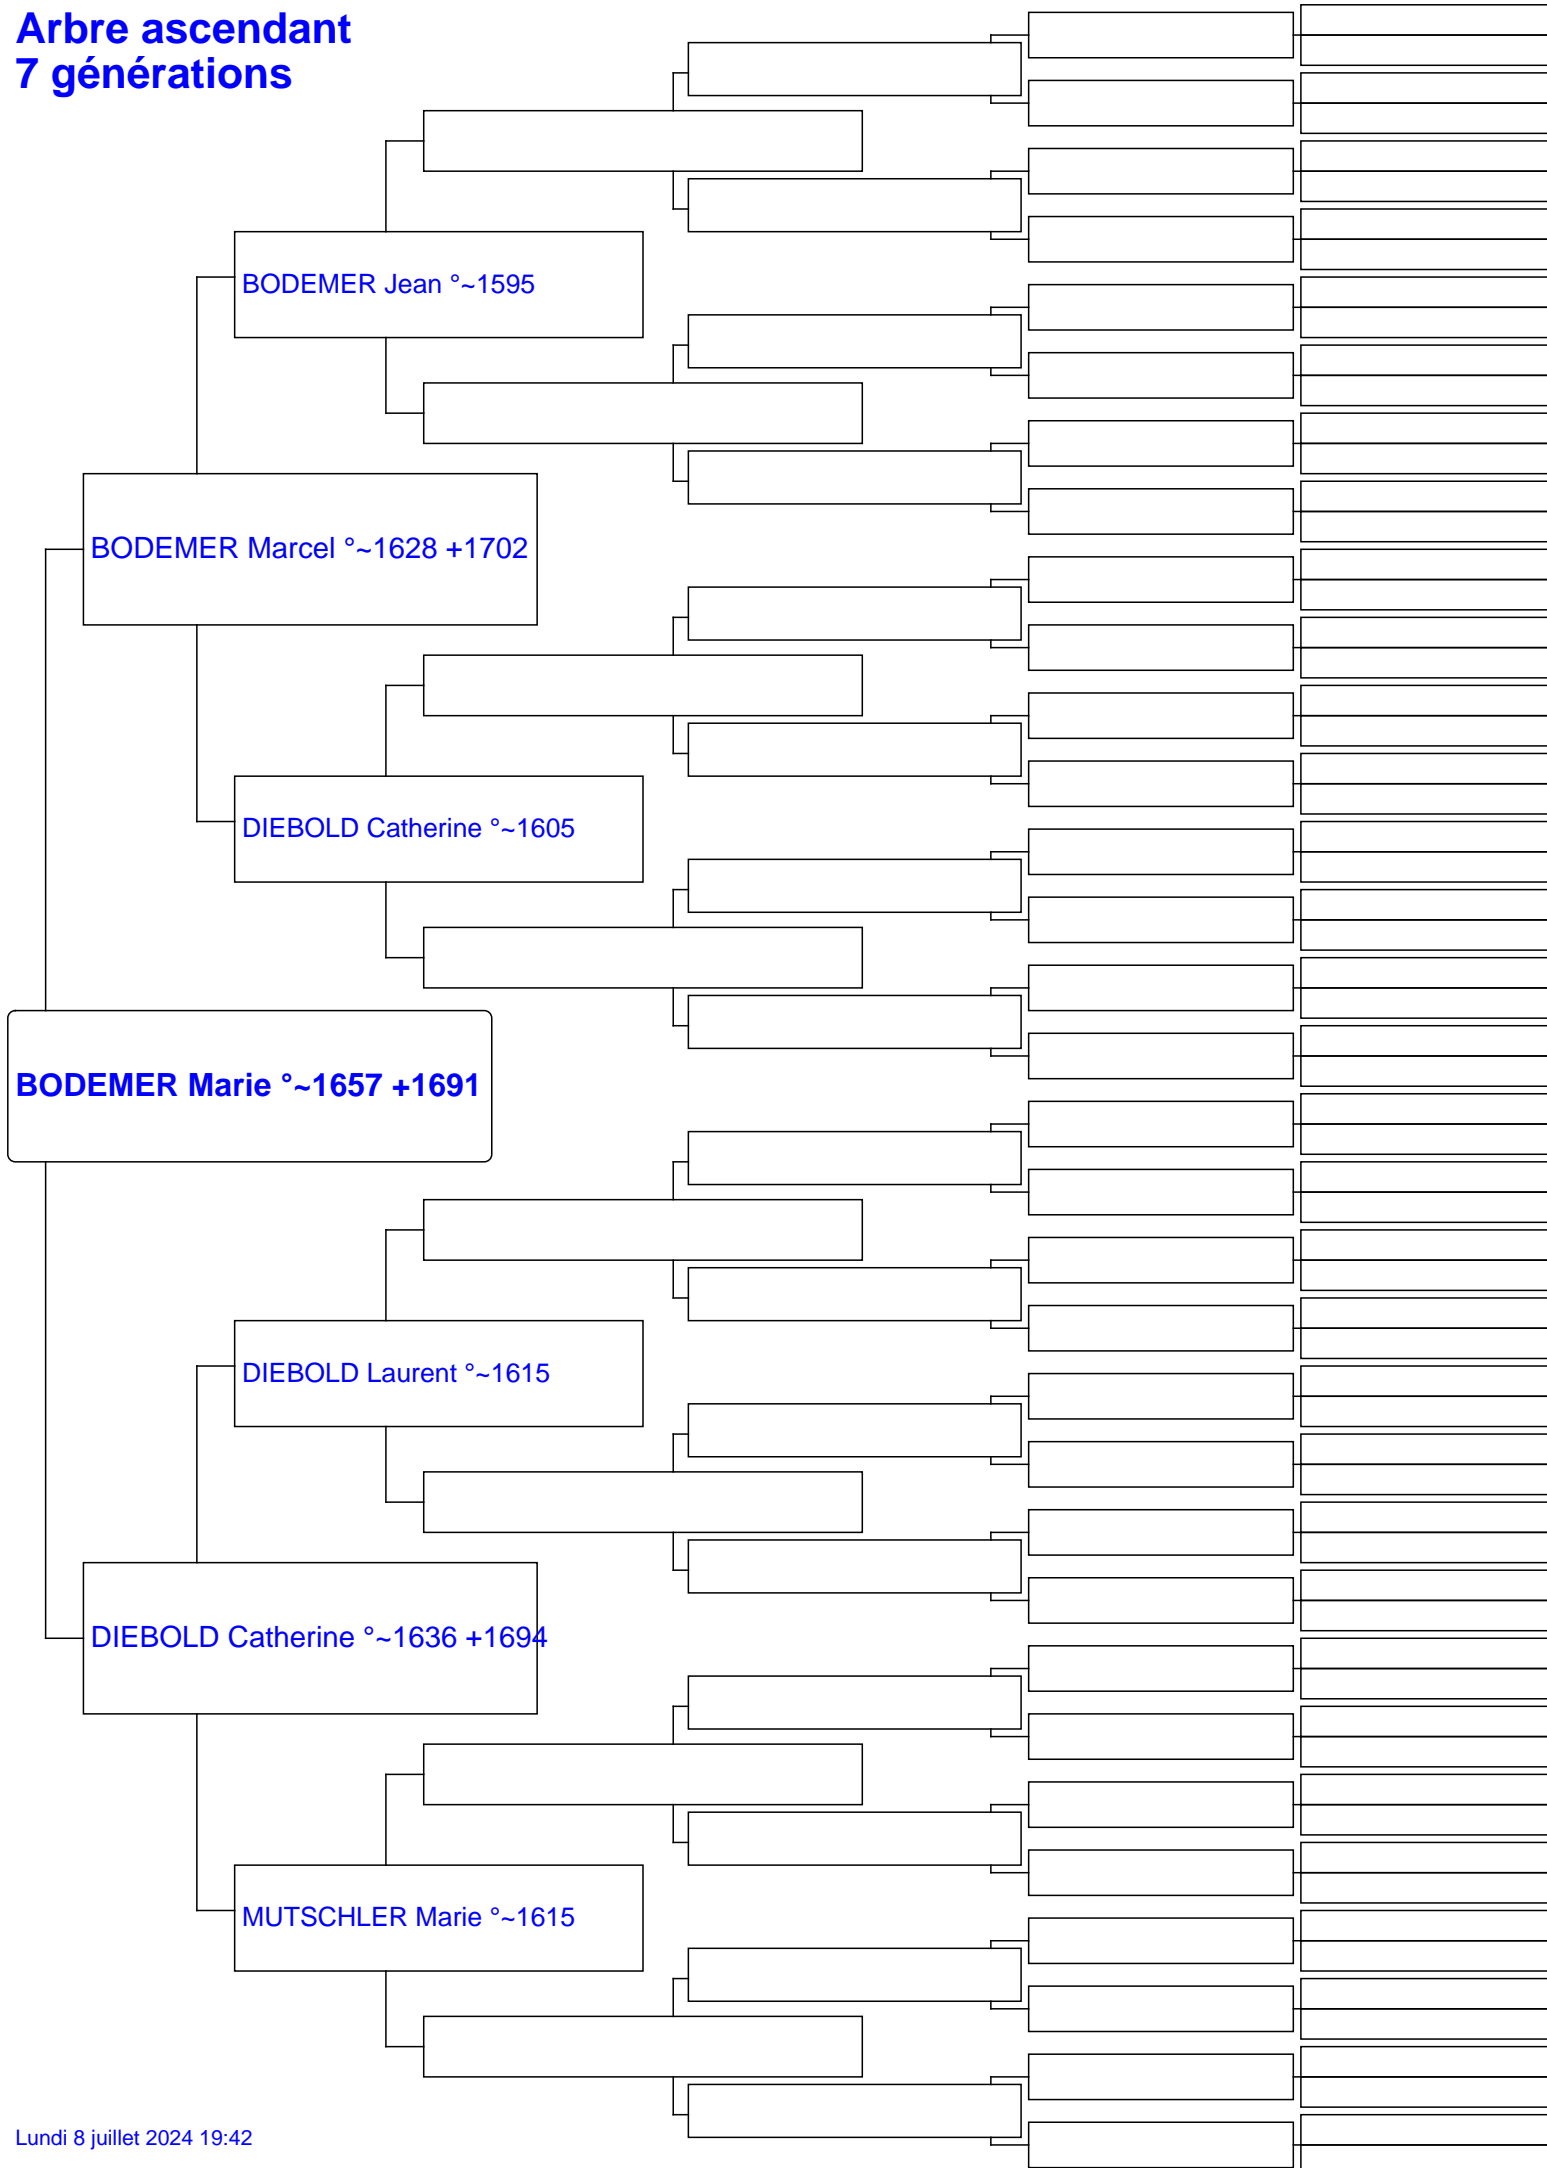 Arbre ascendant
7 générations
BODEMER Jean °~1595
BODEMER Marcel °~1628 +1702
DIEBOLD Catherine °~1605
BODEMER Marie °~1657 +1691
DIEBOLD Laurent °~1615
DIEBOLD Catherine °~1636 +1694
MUTSCHLER Marie °~1615
Lundi 8 juillet 2024 19:42